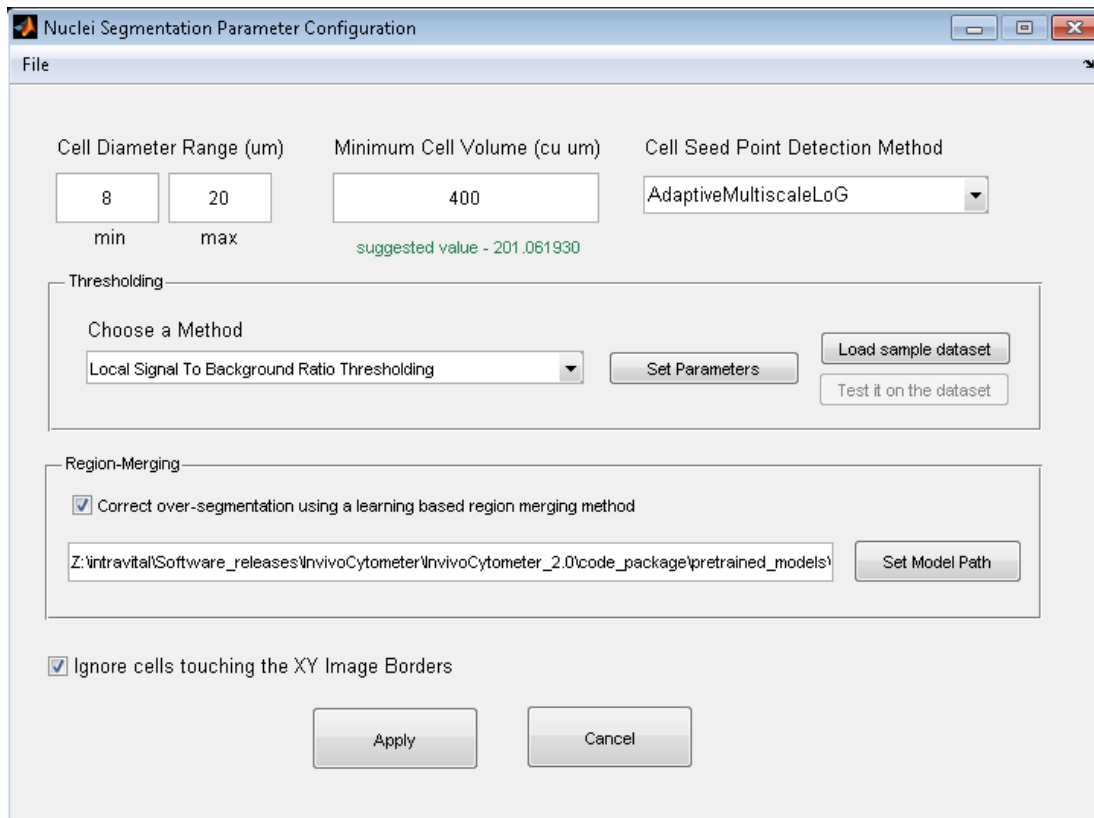 Nuclei Segmentation Parameter Configuration
File
Cell Diameter Range (um)
Minimum Cell Volume (cu um)
Cell Seed Point Detection Method
8
20
400
AdaptiveMultiscaleLoG
min
max
suggested value - 201.061930
Thresholding
Choose a Method
Local Signal To Background Ratio Thresholding
Set Parameters
Load sample dataset
Test it on the dataset
Region-Merging
Correct over-segmentation using a learning based region merging method
Z:\intravital\Software_releases\InvivoCytometer\InvivoCytometer_2.0\code_package\pretrained_models\
Set Model Path
Ignore cells touching the XY Image Borders
Apply
Cancel